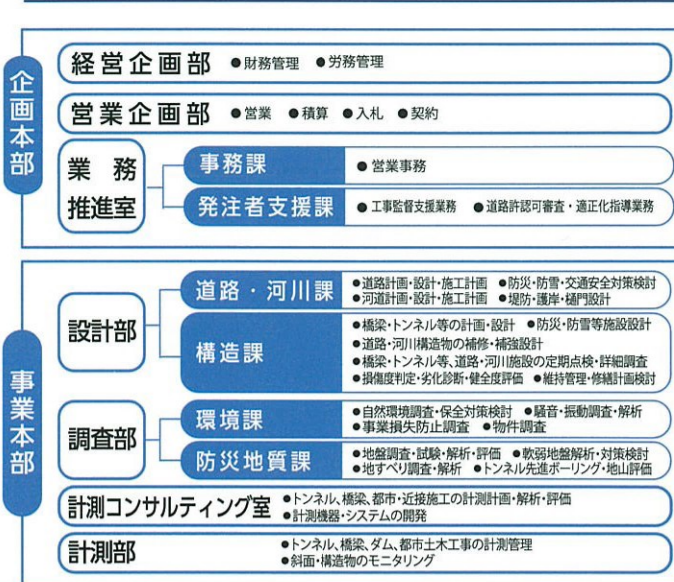 企画本部
経営企画部 ●財務管理 ●労務管理
営業企画部 ●営業 ●積算 ●入札 ●契約
業務
推進室
事務課 ●営業事務
発注者支援課 ●工事監督支援業務 ●道路許認可審査・適正化指導業務
事業本部
設計部
道路・河川課
●道路計画・設計・施工計画 ●防災・防雪・交通安全対策検討
●河道計画・設計・施工計画 ●堤防・護岸・樋門設計
構造課
●橋梁・トンネル等の計画・設計 ●防災・防雪等施設設計
●道路・河川構造物の補修・補強設計
●橋梁・トンネル等、道路・河川施設の定期点検・詳細調査
●損傷度判定・劣化診断・健全度評価 ●維持管理・修繕計画検討
調査部
環境課
●自然環境調査・保全対策検討 ●騒音・振動調査・解析
●事業損失防止調査 ●物件調査
防災地質課
●地盤調査・試験・解析・評価 ●軟弱地盤解析・対策検討
●地すべり調査・解析 ●トンネル先進ボーリング・地山評価
計測コンサルティング室
●トンネル、橋梁、都市・近接施工の計測計画・解析・評価
●計測機器・システムの開発
計測部
●トンネル、橋梁、ダム、都市土木工事の計測管理
●斜面・構造物のモニタリング